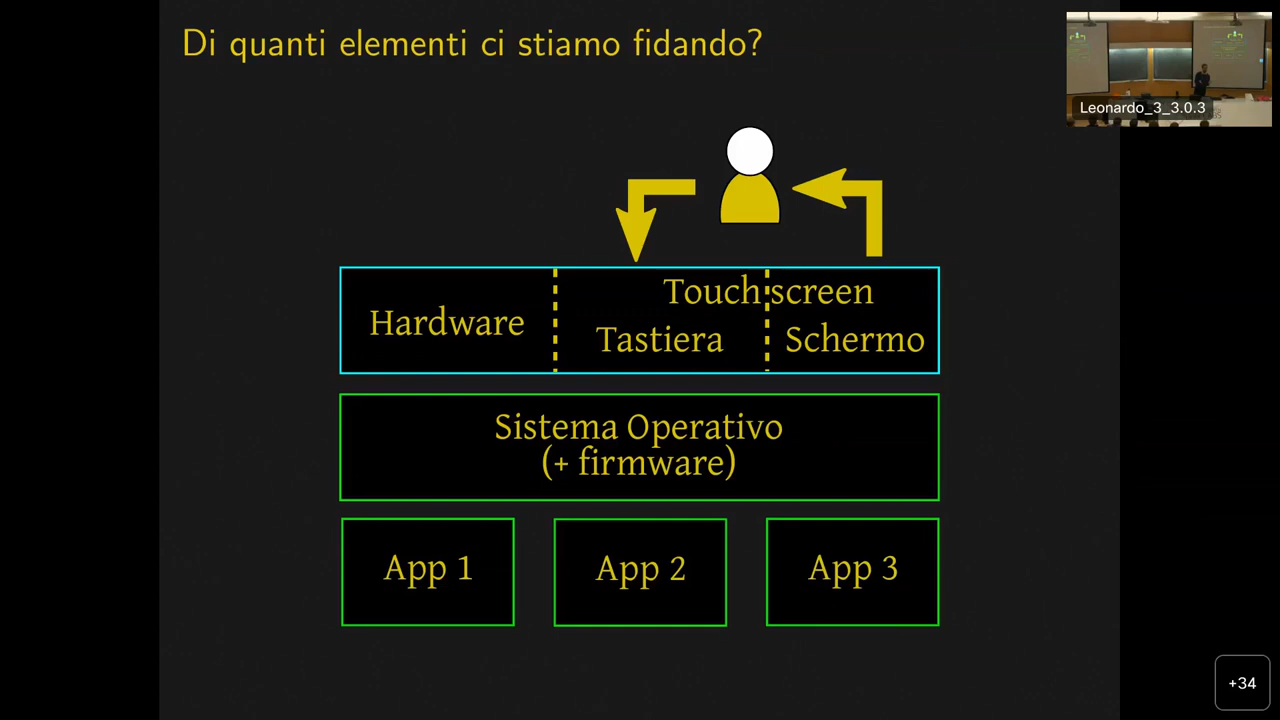 Di quanti elementi ci stiamo fidando?
Leonardo_3_3.0.3
Touch screen
Hardware
Tastiera
Schermo
Sistema Operativo
(+ firmware)
App 1
App 2
App 3
+34